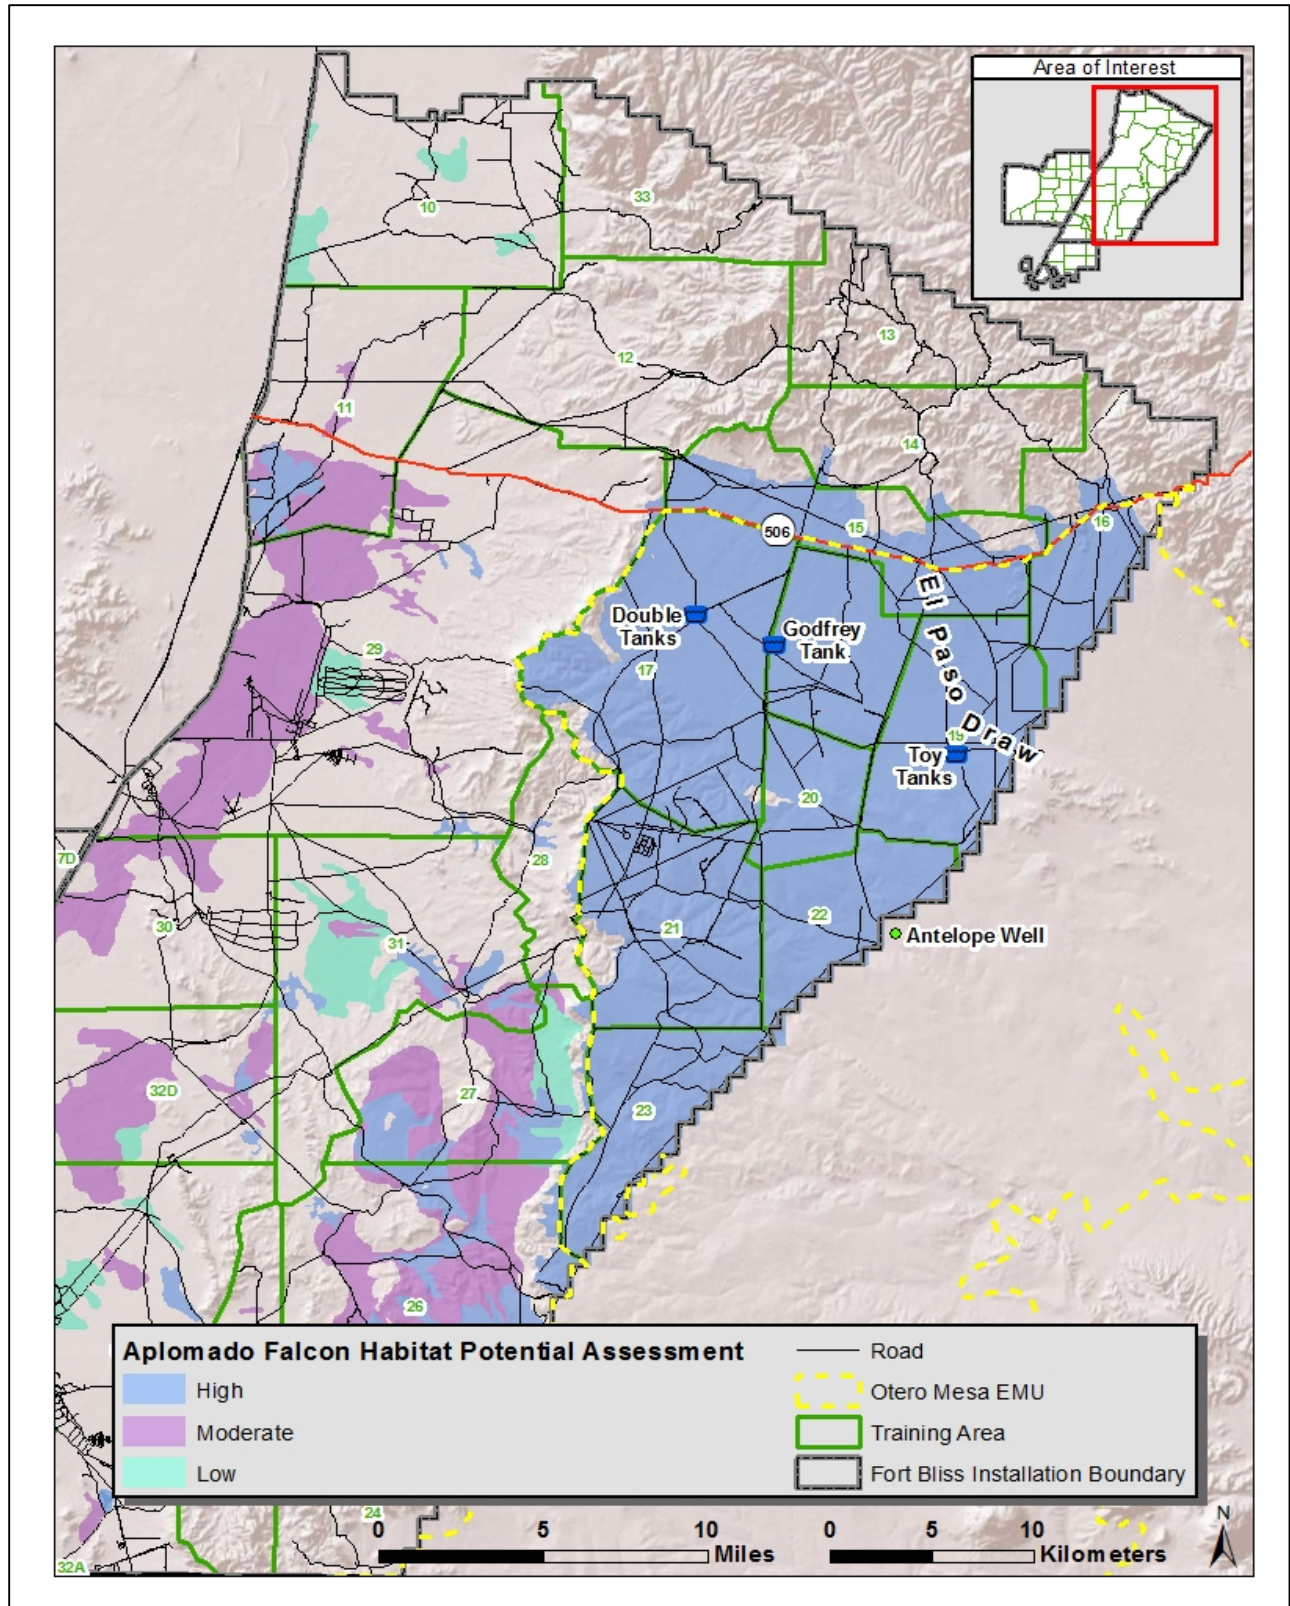 Area of Interest
33
10
13
12
11
14
15
16
506
El Paso Draw
Double
Tanks
Godfrey
Tank
29
17
19
Toy
Tanks
20
7D
28
30
31
21
22
Antelope Well
32D
27
23
26
Aplomado Falcon Habitat Potential Assessment
High
Moderate
Low
Road
Otero Mesa EMU
Training Area
Fort Bliss Installation Boundary
24
32A
0 5 10
Miles
0 5 10
Kilometers
N